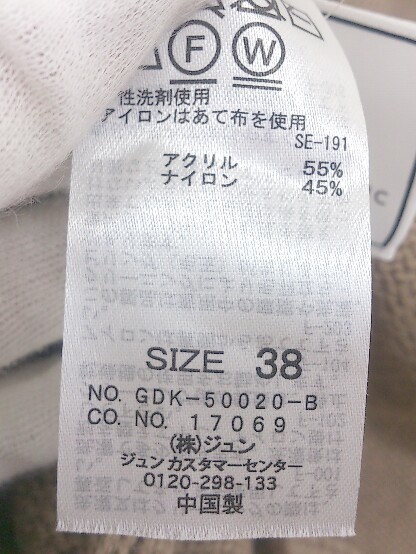 F W
性洗剤使用
アイロンはあて布を使用
SE-191
アクリル 55%
ナイロン 45%
SIZE 38
NO. GDK-50020-B
CO. NO. 17069
(株)ジュン
ジュン カスタマーセンター
0120-298-133
中国製